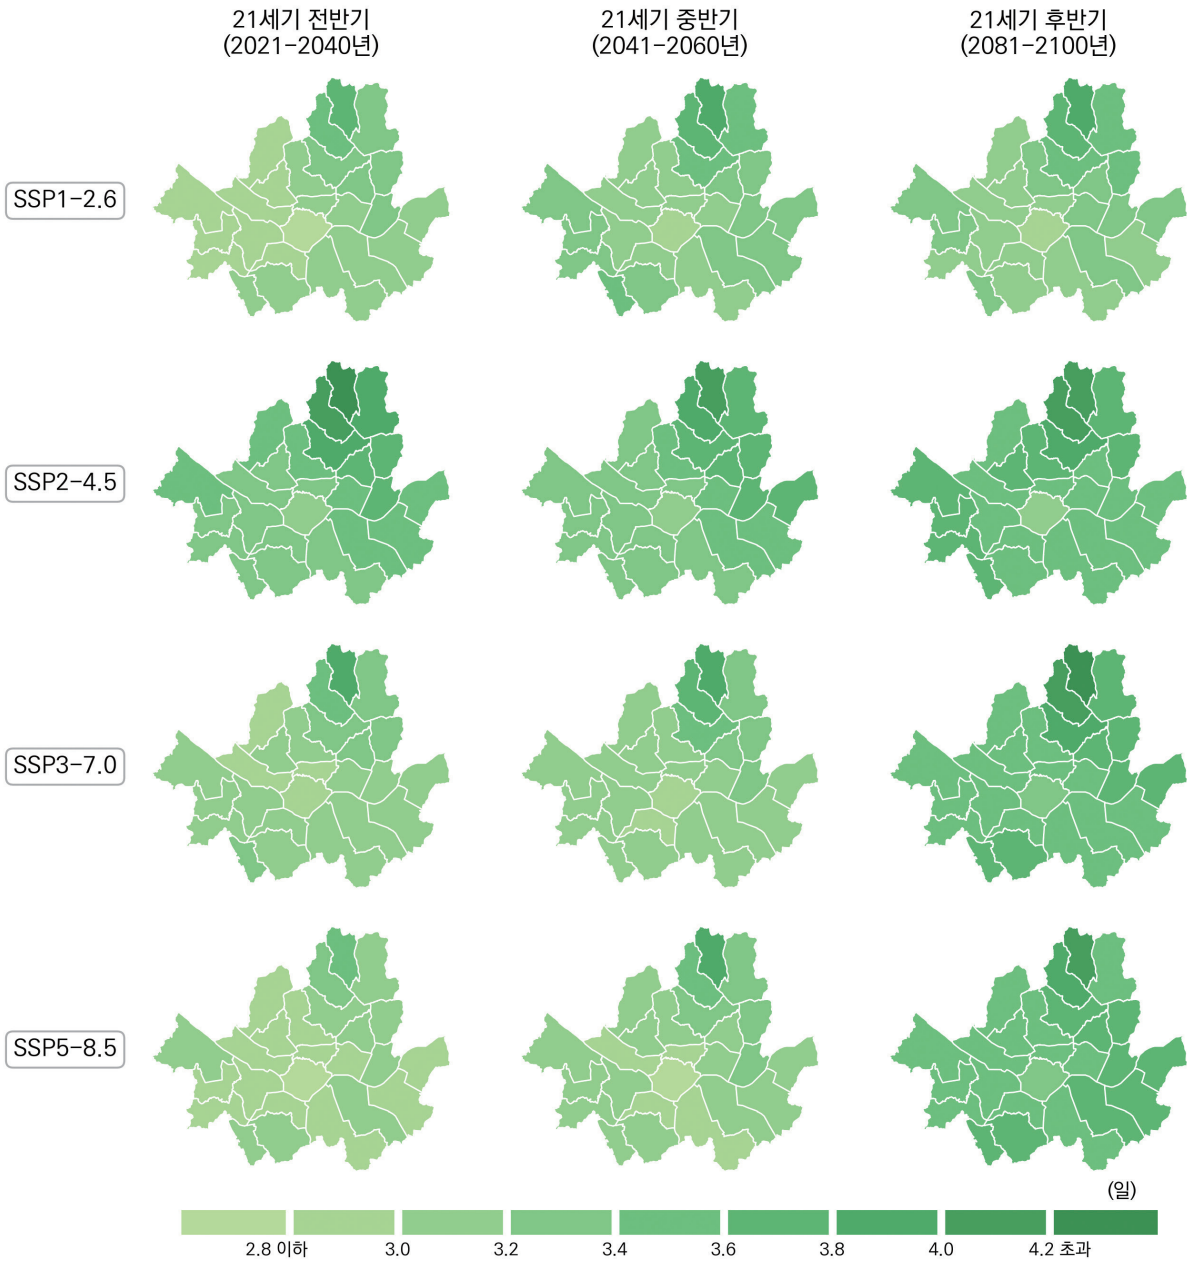 21세기 전반기
(2021-2040년)
21세기 중반기
(2041-2060년)
21세기 후반기
(2081-2100년)
SSP1-2.6
SSP2-4.5
SSP3-7.0
SSP5-8.5
(일)
2.8 이하
3.0
3.2
3.4
3.6
3.8
4.0
4.2 초과